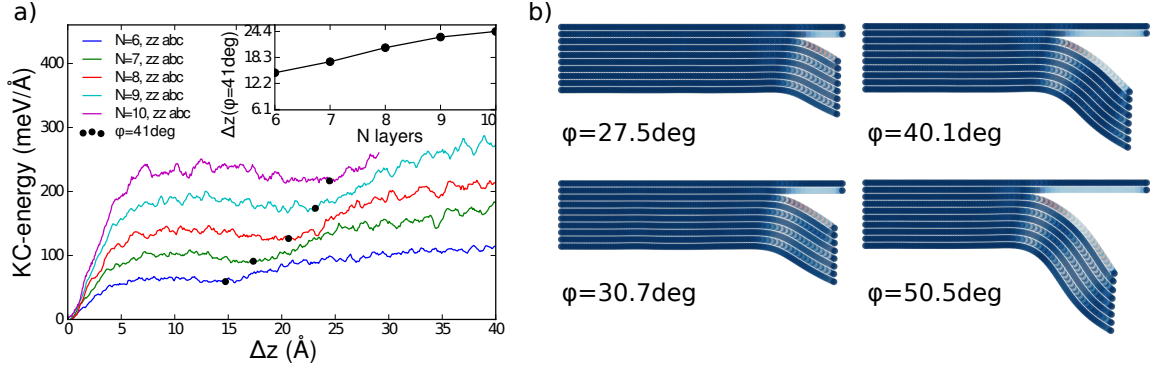 a)
KC-energy (meV/Å)
400
300
200
100
0
N=6, zz abc
N=7, zz abc
N=8, zz abc
N=9, zz abc
N=10, zz abc
φ=41deg
Δz(φ=41deg)
24.4
18.3
12.2
6.1
6 7 8 9 10
N layers
0 5 10 15 20 25 30 35 40
Δz (Å)
b)
φ=27.5deg
φ=40.1deg
φ=30.7deg
φ=50.5deg